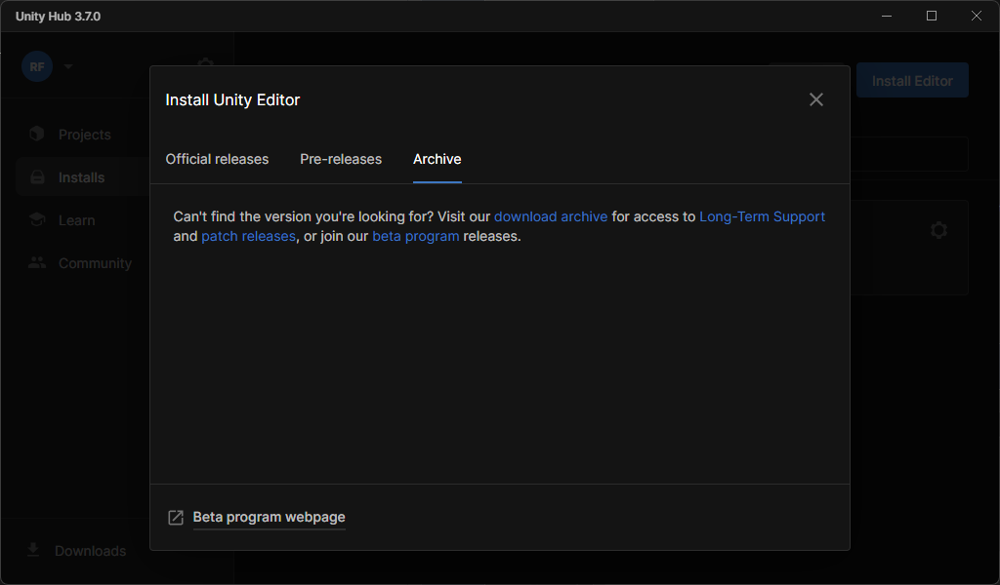 Unity Hub 3.7.0
RF
Install Editor
Projects
Installs
Learn
Community
Downloads
Install Unity Editor
Official releases
Pre-releases
Archive
Can't find the version you're looking for? Visit our download archive for access to Long-Term Support
and patch releases, or join our beta program releases.
Beta program webpage